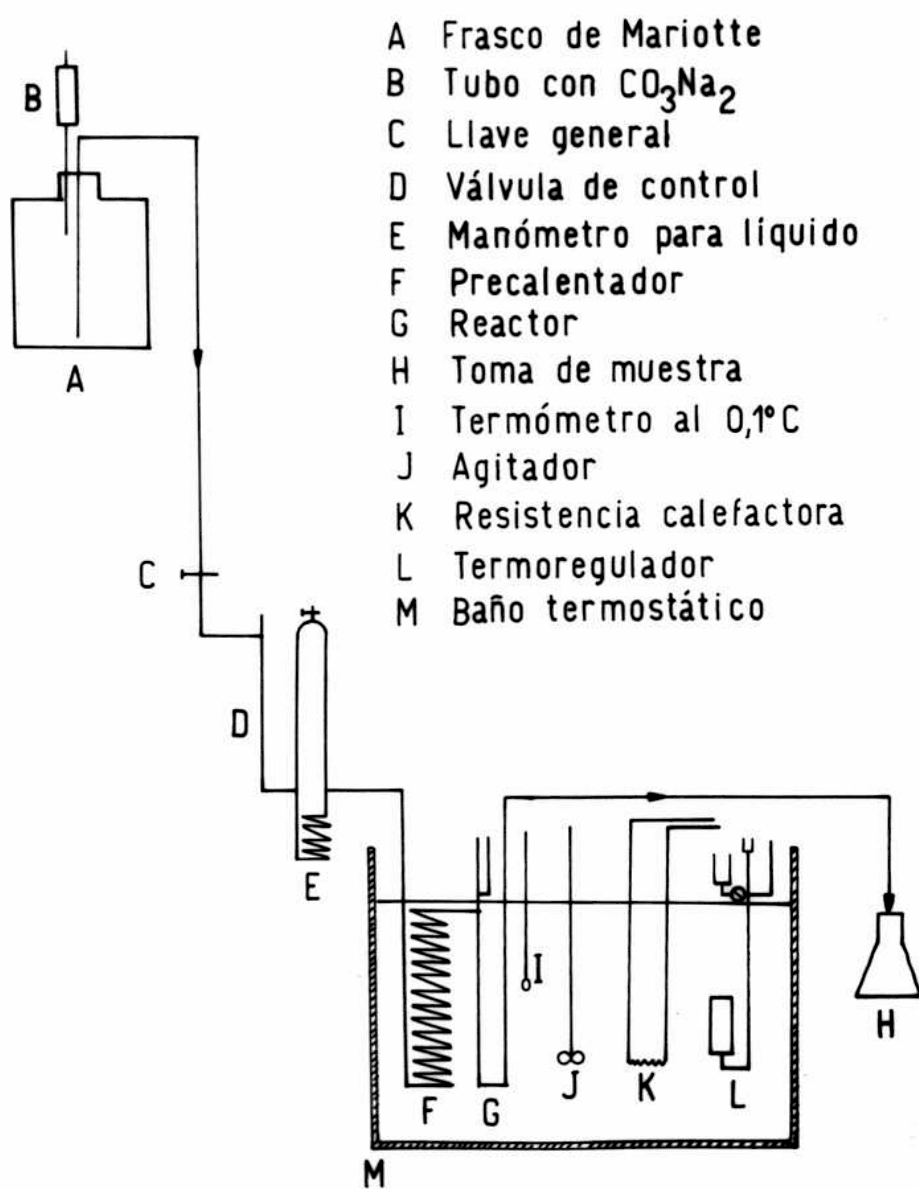 A Frasco de Mariotte
B Tubo con CO₃Na₂
C Llave general
D Válvula de control
E Manómetro para líquido
F Precalentador
G Reactor
H Toma de muestra
I Termómetro al 0,1°C
J Agitador
K Resistencia calefactora
L Termoregulador
M Baño termostático
B
A
C
D
E
I
H
F
G
J
K
L
M